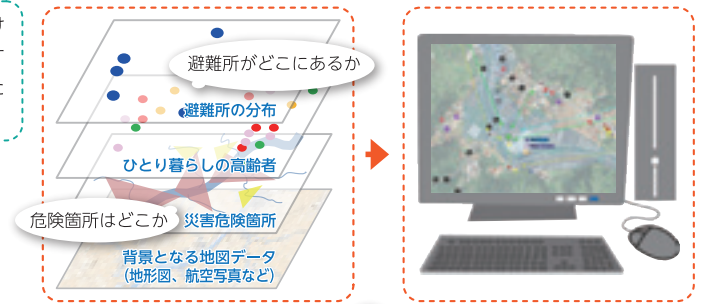 避難所がどこにあるか
避難所の分布
ひとり暮らしの高齢者
危険箇所はどこか
災害危険箇所
背景となる地図データ
（地形図、航空写真など）